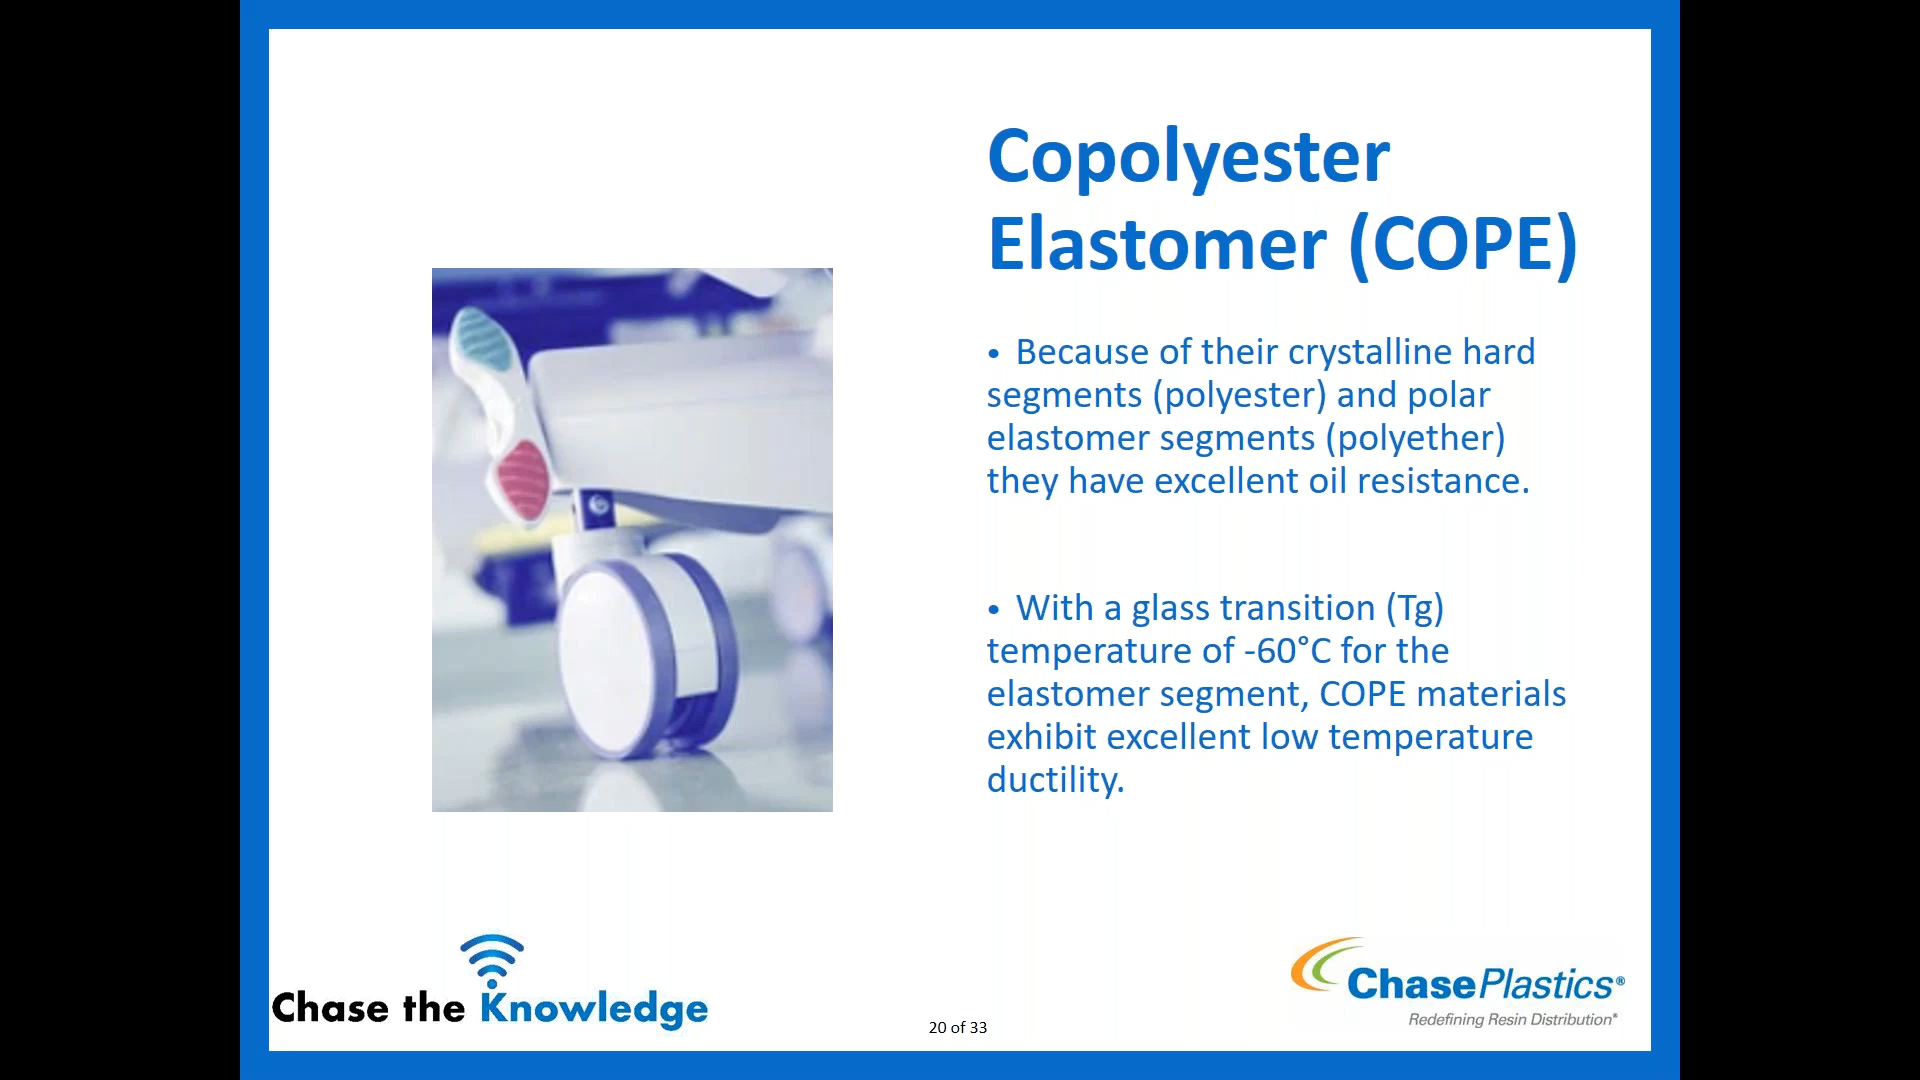 Copolyester
Elastomer (COPE)
• Because of their crystalline hard
segments (polyester) and polar
elastomer segments (polyether)
they have excellent oil resistance.
• With a glass transition (Tg)
temperature of -60°C for the
elastomer segment, COPE materials
exhibit excellent low temperature
ductility.
Chase the Knowledge
20 of 33
ChasePlastics®
Redefining Resin Distribution®